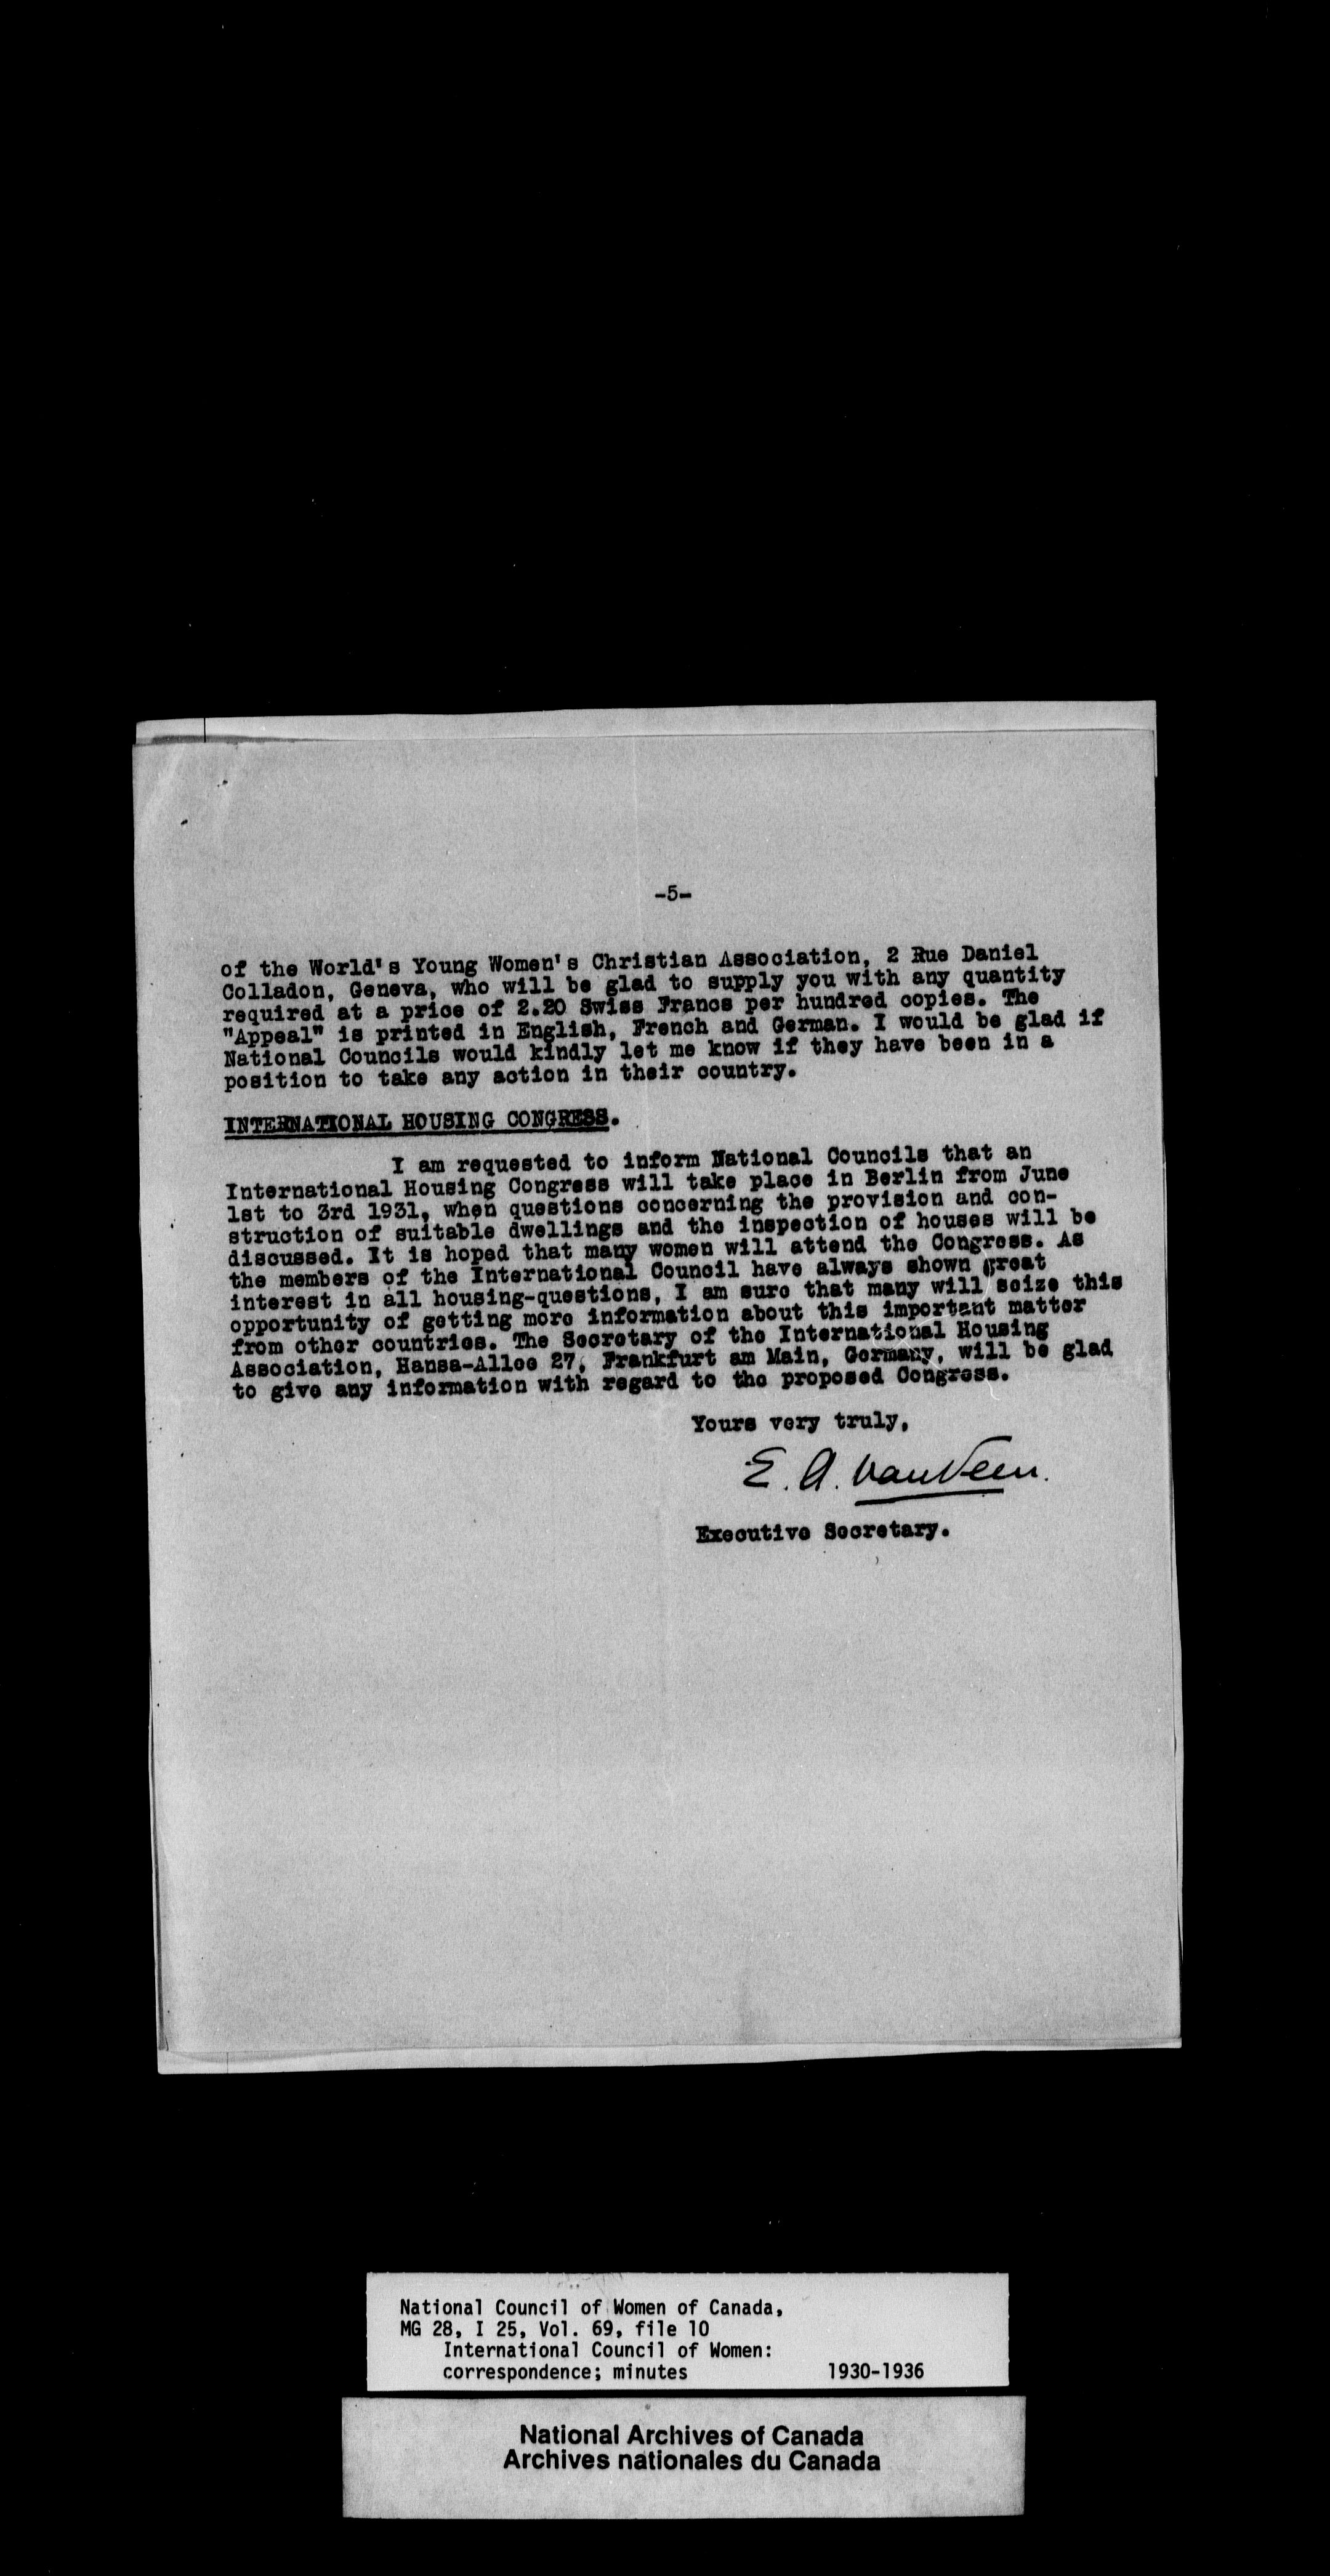 -5-
of the World's Young Women's Christian Association, 2 Rue Daniel
Colladon, Geneva, who will be glad to supply you with any quantity
required at a price of 2.20 Swiss Francs per hundred copies. The
"Appeal" is printed in English, French and German. I would be glad if
National Councils would kindly let me know if they have been in a
position to take any action in their country.
INTERNATIONAL HOUSING CONGRESS.
I am requested to inform National Councils that an
International Housing Congress will take place in Berlin from June
1st to 3rd 1931, when questions concerning the provision and con-
struction of suitable dwellings and the inspection of houses will be
discussed. It is hoped that many women will attend the Congress. As
the members of the International Council have always shown great
interest in all housing-questions, I am sure that many will seize this
opportunity of getting more information about this important matter
from other countries. The Secretary of the International Housing
Association, Hansa-Allee 27, Frankfurt am Main, Germany, will be glad
to give any information with regard to the proposed Congress.
Yours very truly,
E. A. van Veen.
Executive Secretary.
National Council of Women of Canada,
MG 28, I 25, Vol. 69, file 10
International Council of Women:
correspondence; minutes 1930-1936
National Archives of Canada
Archives nationales du Canada